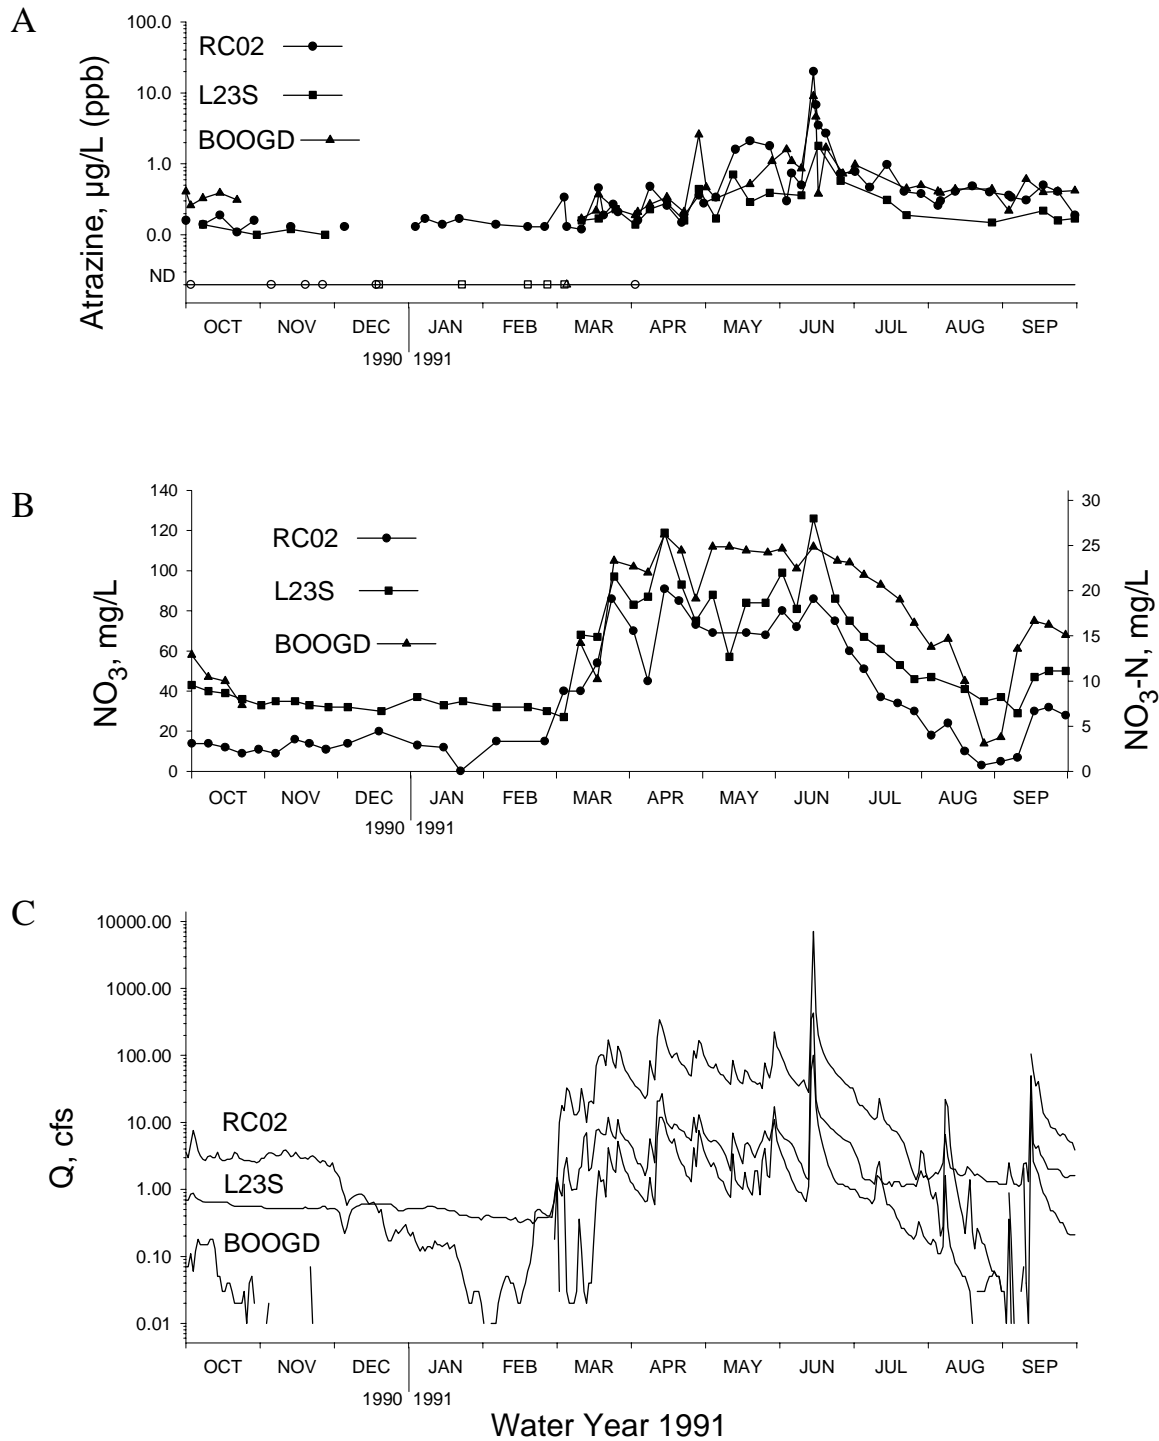 A
Atrazine, µg/L (ppb)
100.0
10.0
1.0
0.0
ND
RC02
L23S
BOOGD
OCT NOV DEC JAN FEB MAR APR MAY JUN JUL AUG SEP
1990 1991
B
NO3, mg/L
140
120
100
80
60
40
20
0
RC02
L23S
BOOGD
30
25
20
15
10
5
0
NO3-N, mg/L
OCT NOV DEC JAN FEB MAR APR MAY JUN JUL AUG SEP
1990 1991
C
Q, cfs
10000.00
1000.00
100.00
10.00
1.00
0.10
0.01
RC02
L23S
BOOGD
OCT NOV DEC JAN FEB MAR APR MAY JUN JUL AUG SEP
1990 1991
Water Year 1991